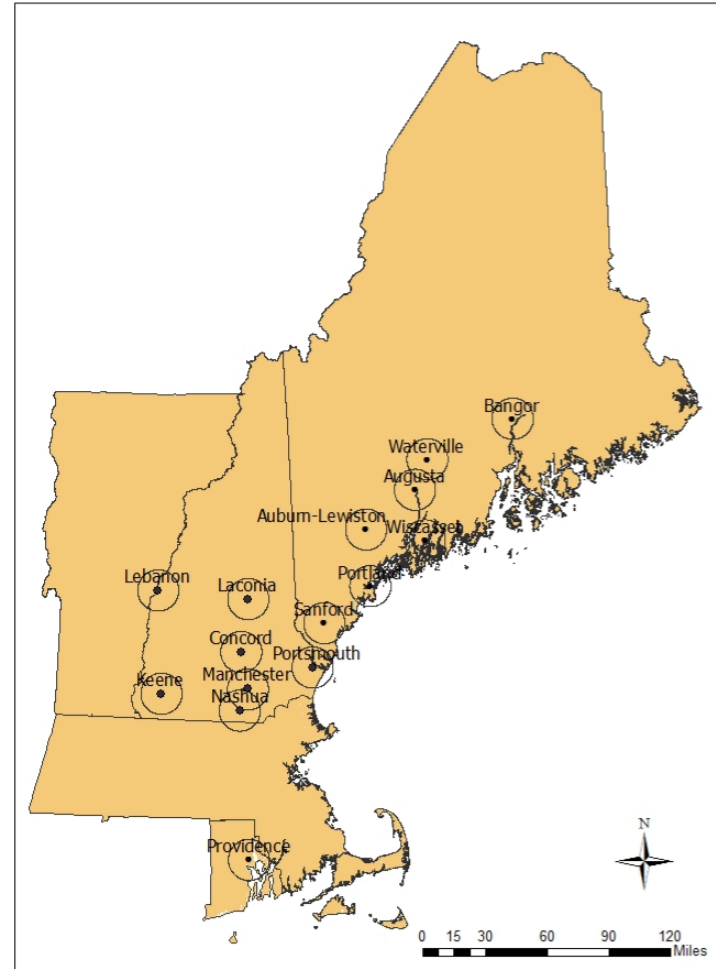 Bangor
Waterville
Augusta
Auburn-Lewiston
Wiscasset
Portland
Lebanon
Laconia
Sanford
Concord
Portsmouth
Manchester
Keene
Nashua
Providence
N
0 15 30 60 90 120
Miles